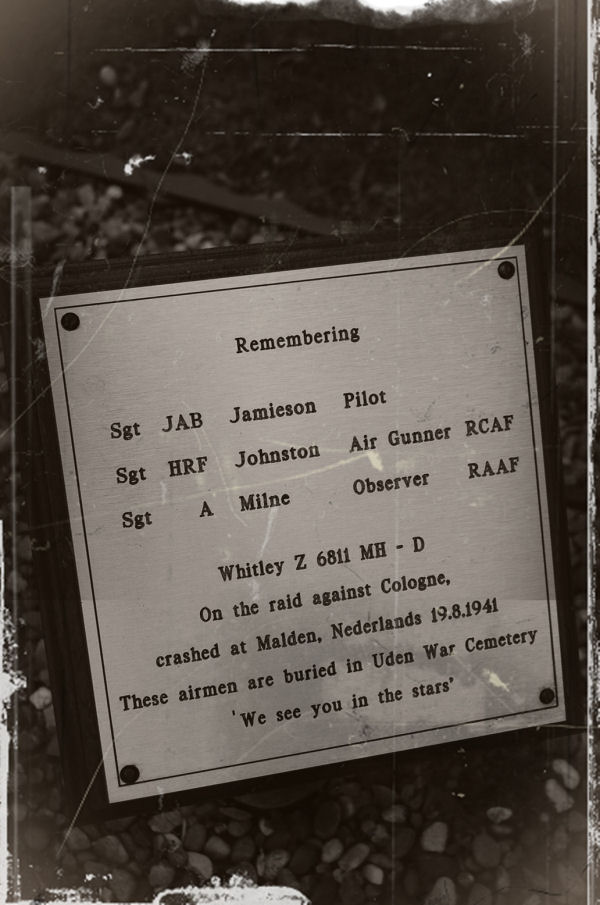 Remembering
Sgt JAB Jamieson Pilot
Sgt HRF Johnston Air Gunner RCAF
Sgt A Milne Observer RAAF
Whitley Z 6811 MH - D
On the raid against Cologne,
crashed at Malden, Nederlands 19.8.1941
These airmen are buried in Uden War Cemetery
'We see you in the stars'